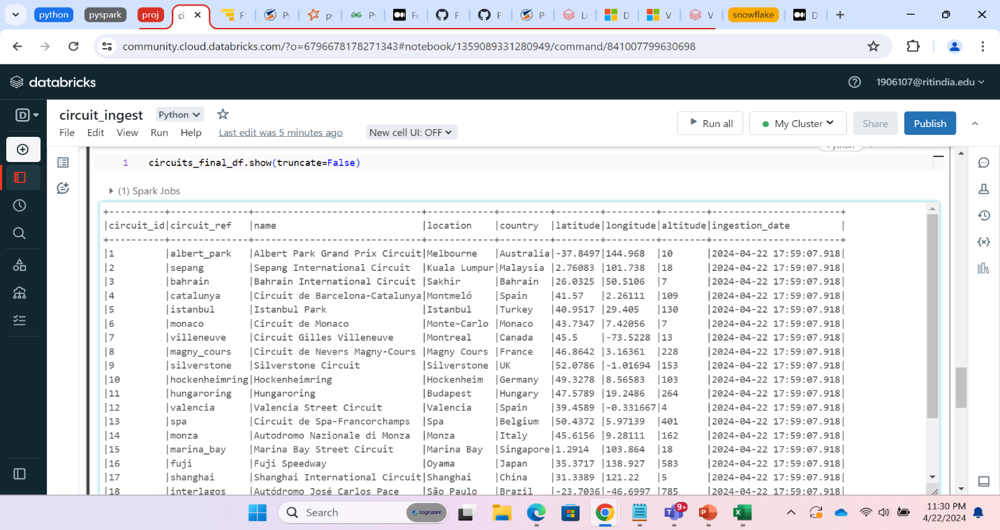 python
pyspark
proj
ci
snowflake
community.cloud.databricks.com/?o=6796678178271343#notebook/1359089331280949/command/841007799630698
databricks
1906107@ritindia.edu
D
circuit_ingest
Python
File Edit View Run Help Last edit was 5 minutes ago New cell UI: OFF
Run all
My Cluster
Share
Publish
Python
1 circuits_final_df.show(truncate=False)
(1) Spark Jobs
+----------+--------------+------------------------------+-------------+---------+--------+---------+--------+-----------------------+
|circuit_id|circuit_ref   |name                          |location     |country  |latitude|longitude|altitude|ingestion_date         |
+----------+--------------+------------------------------+-------------+---------+--------+---------+--------+-----------------------+
|1         |albert_park   |Albert Park Grand Prix Circuit|Melbourne    |Australia|-37.8497|144.968  |10      |2024-04-22 17:59:07.918|
|2         |sepang        |Sepang International Circuit  |Kuala Lumpur|Malaysia |2.76083 |101.738  |18      |2024-04-22 17:59:07.918|
|3         |bahrain       |Bahrain International Circuit |Sakhir       |Bahrain  |26.0325 |50.5106  |7       |2024-04-22 17:59:07.918|
|4         |catalunya     |Circuit de Barcelona-Catalunya|Montmeló     |Spain    |41.57   |2.26111  |109     |2024-04-22 17:59:07.918|
|5         |istanbul      |Istanbul Park                 |Istanbul     |Turkey   |40.9517 |29.405   |130     |2024-04-22 17:59:07.918|
|6         |monaco        |Circuit de Monaco             |Monte-Carlo  |Monaco   |43.7347 |7.42056  |7       |2024-04-22 17:59:07.918|
|7         |villeneuve    |Circuit Gilles Villeneuve     |Montreal     |Canada   |45.5    |-73.5228 |13      |2024-04-22 17:59:07.918|
|8         |magny_cours   |Circuit de Nevers Magny-Cours |Magny Cours  |France   |46.8642 |3.16361  |228     |2024-04-22 17:59:07.918|
|9         |silverstone   |Silverstone Circuit           |Silverstone  |UK       |52.0786 |-1.01694 |153     |2024-04-22 17:59:07.918|
|10        |hockenheimring|Hockenheimring                |Hockenheim   |Germany  |49.3278 |8.56583  |103     |2024-04-22 17:59:07.918|
|11        |hungaroring   |Hungaroring                   |Budapest     |Hungary  |47.5789 |19.2486  |264     |2024-04-22 17:59:07.918|
|12        |valencia      |Valencia Street Circuit       |Valencia     |Spain    |39.4589 |-0.331667|4       |2024-04-22 17:59:07.918|
|13        |spa           |Circuit de Spa-Francorchamps  |Spa          |Belgium  |50.4372 |5.97139  |401     |2024-04-22 17:59:07.918|
|14        |monza         |Autodromo Nazionale di Monza  |Monza        |Italy    |45.6156 |9.28111  |162     |2024-04-22 17:59:07.918|
|15        |marina_bay    |Marina Bay Street Circuit     |Marina Bay   |Singapore|1.2914  |103.864  |18      |2024-04-22 17:59:07.918|
|16        |fuji          |Fuji Speedway                 |Oyama        |Japan    |35.3717 |138.927  |583     |2024-04-22 17:59:07.918|
|17        |shanghai      |Shanghai International Circuit|Shanghai     |China    |31.3389 |121.22   |5       |2024-04-22 17:59:07.918|
|18        |interlagos    |Autódromo José Carlos Pace    |São Paulo    |Brazil   |-23.7036|-46.6997 |785     |2024-04-22 17:59:07.918|
Search
cognizant
9+
11:30 PM
4/22/2024